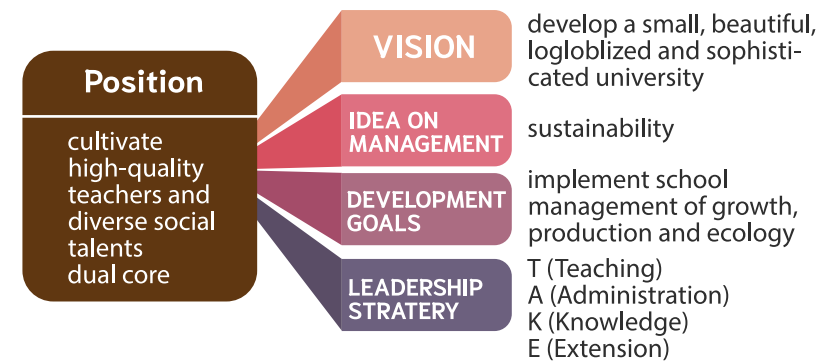 Position
cultivate
high-quality
teachers and
diverse social
talents
dual core
VISION
develop a small, beautiful,
logloblized and sophisti-
cated university
IDEA ON
MANAGEMENT
sustainability
DEVELOPMENT
GOALS
implement school
management of growth,
production and ecology
LEADERSHIP
STRATERY
T (Teaching)
A (Administration)
K (Knowledge)
E (Extension)